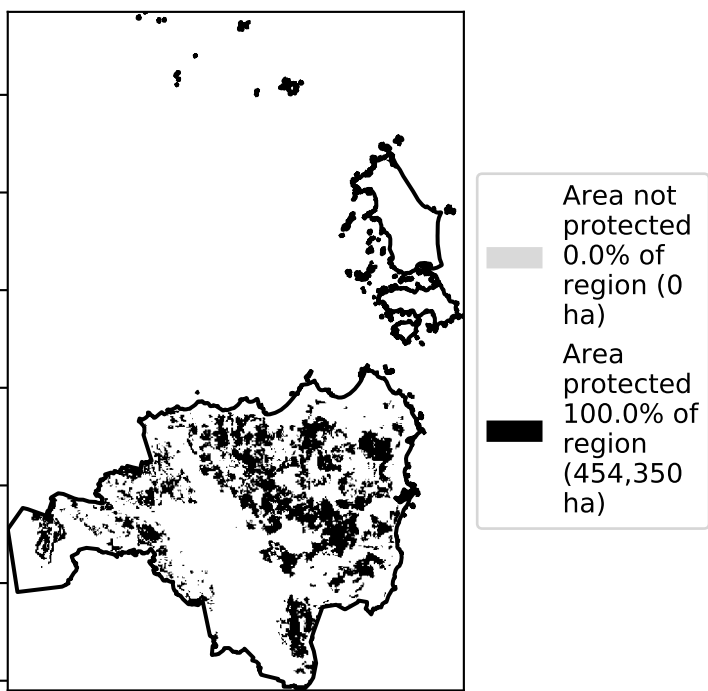 Area not
protected
0.0% of
region (0
ha)
Area
protected
100.0% of
region
(454,350
ha)